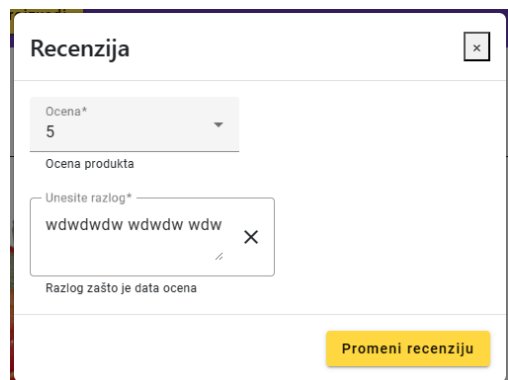 Recenzija
×
Ocena*
5
Ocena produkta
Unesite razlog*
wdwdwdw wdwdw wdw
Razlog zašto je data ocena
Promeni recenziju